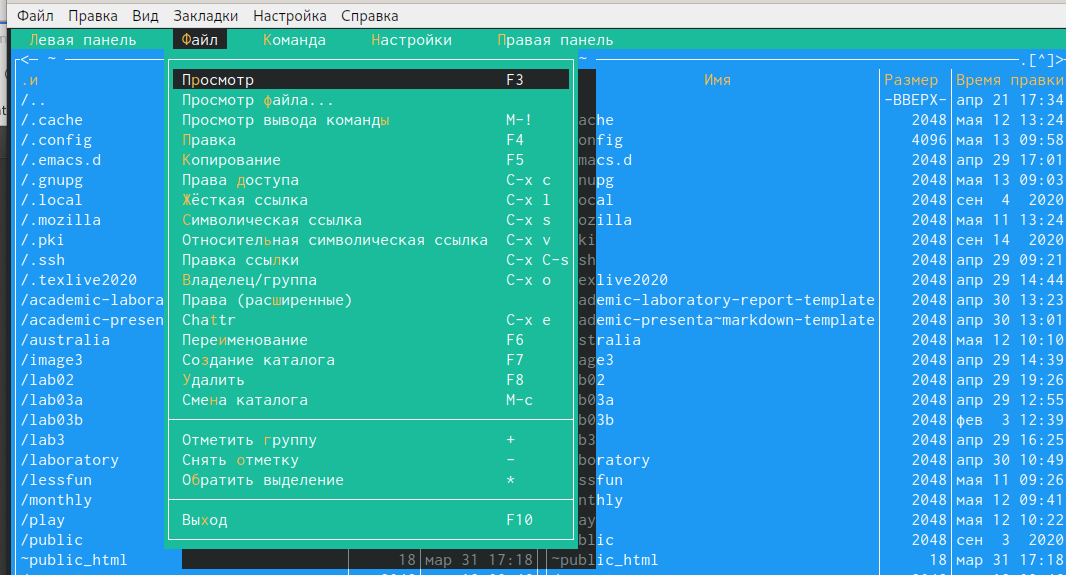 Файл Правка Вид Закладки Настройка Справка
Левая панель Файл Команда Настройки Правая панель
<— ~ ~ .[^]>
.и Просмотр F3 Имя Размер Время правки
/.. Просмотр файла... -ВВЕРХ- апр 21 17:34
/.cache Просмотр вывода команды M-! ache 2048 мая 12 13:24
/.config Правка F4 onfig 4096 мая 13 09:58
/.emacs.d Копирование F5 macs.d 2048 апр 29 17:01
/.gnupg Права доступа C-x c nupg 2048 мая 13 09:03
/.local Жёсткая ссылка C-x l ocal 2048 сен 4 2020
/.mozilla Символическая ссылка C-x s ozilla 2048 мая 11 13:24
/.pki Относительная символическая ссылка C-x v ki 2048 сен 14 2020
/.ssh Правка ссылки C-x C-s sh 2048 апр 29 09:21
/.texlive2020 Владелец/группа C-x o exlive2020 2048 апр 29 14:44
/academic-labora Права (расширенные) ademic-laboratory-report-template 2048 апр 30 13:23
/academic-presen Chattr C-x e ademic-presenta~markdown-template 2048 апр 30 13:01
/australia Переименование F6 stralia 2048 мая 12 10:10
/image3 Создание каталога F7 age3 2048 апр 29 14:39
/lab02 Удалить F8 b02 2048 апр 29 19:26
/lab03a Смена каталога M-c b03a 2048 апр 29 12:55
/lab03b b03b 2048 фев 3 12:39
/lab3 Отметить группу + b3 2048 апр 29 16:25
/laboratory Снять отметку - boratory 2048 апр 30 10:49
/lessfun Обратить выделение * ssfun 2048 мая 11 09:26
/monthly nthly 2048 мая 12 09:41
/play Выход F10 ay 2048 мая 12 10:22
/public blic 2048 сен 3 2020
~public_html 18 мар 31 17:18 ~public_html 18 мар 31 17:18